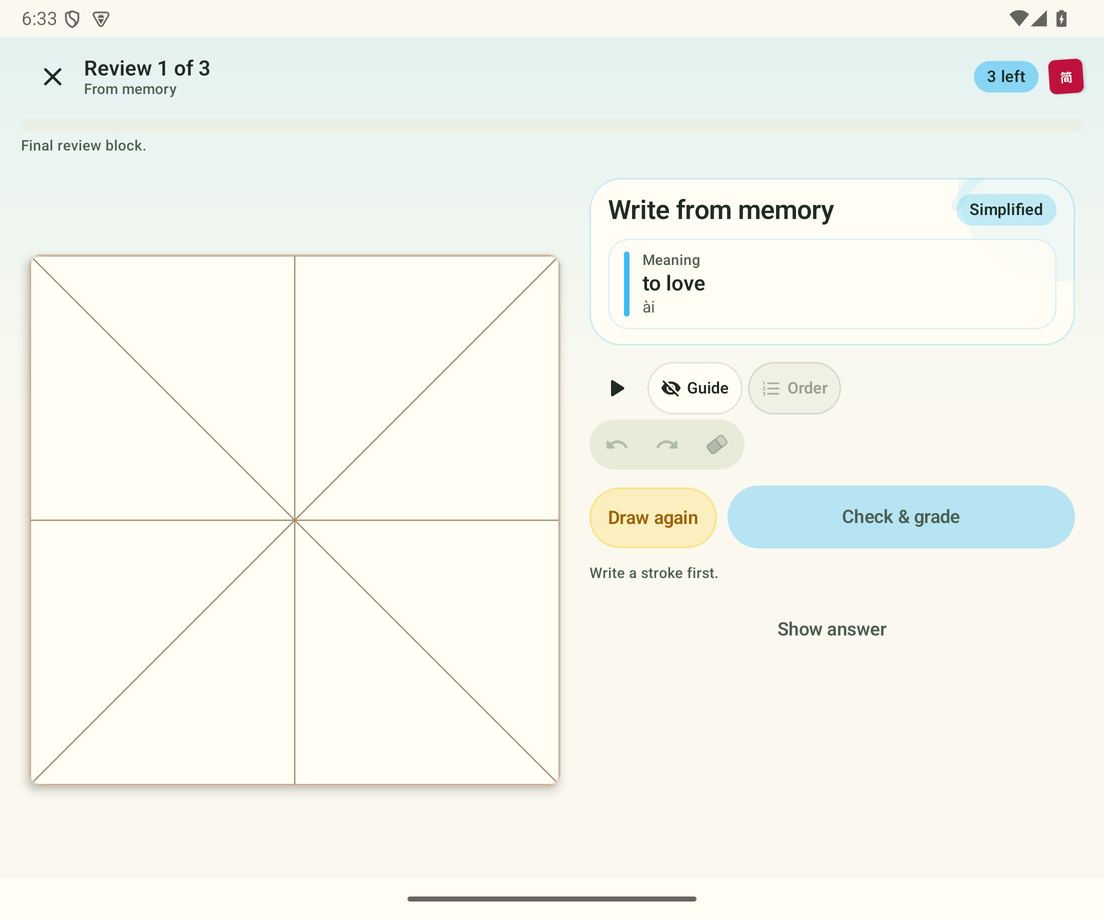 6:33
Review 1 of 3
From memory
3 left
简
Final review block.
Write from memory
Simplified
Meaning
to love
ài
Guide
Order
Draw again
Check & grade
Write a stroke first.
Show answer